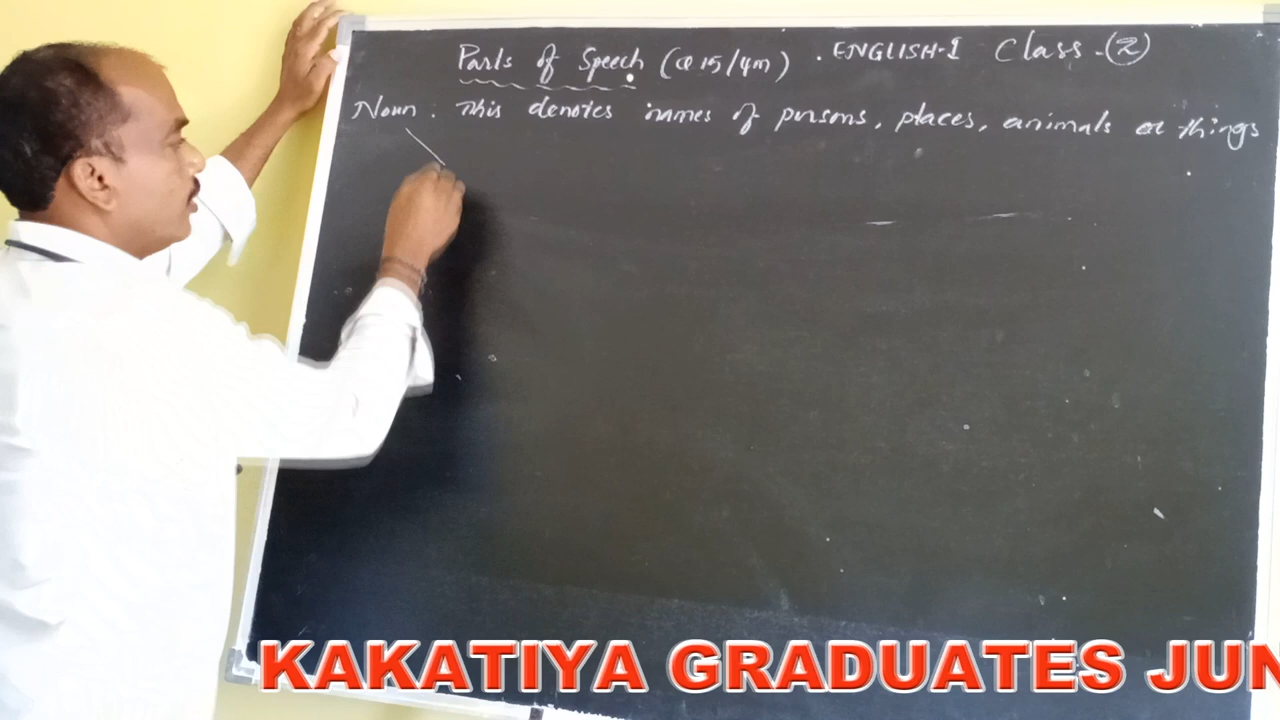 Parts of Speech (Q 15/4m) . ENGLISH-1 Class-(2)
Noun : This denotes names of persons, places, animals or things
KAKATIYA GRADUATES JUN